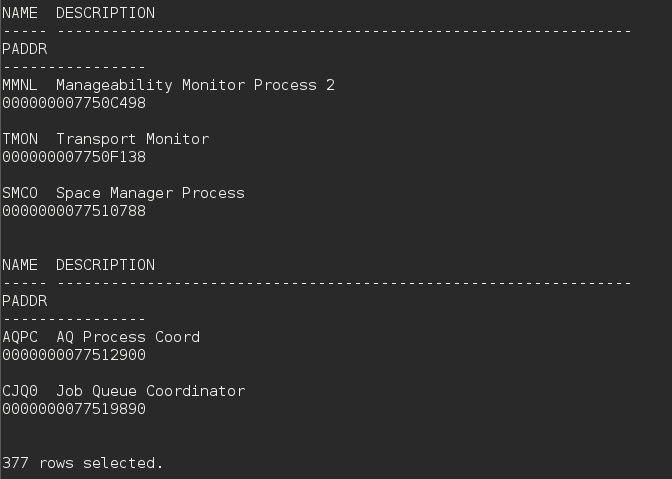 NAME  DESCRIPTION
----- ----------------------------------------------------------------
PADDR
----------------
MMNL  Manageability Monitor Process 2
000000007750C498
TMON  Transport Monitor
000000007750F138
SMCO  Space Manager Process
0000000077510788
NAME  DESCRIPTION
----- ----------------------------------------------------------------
PADDR
----------------
AQPC  AQ Process Coord
0000000077512900
CJQ0  Job Queue Coordinator
0000000077519890
377 rows selected.